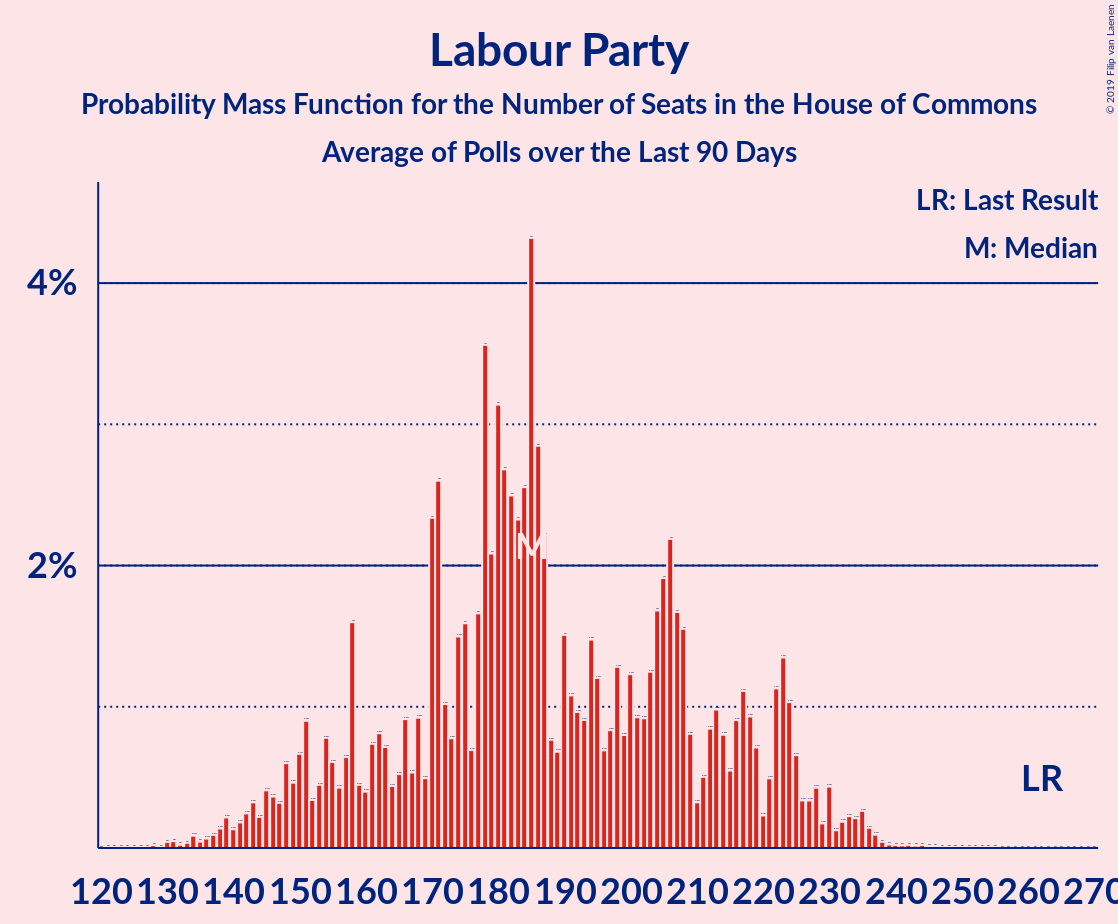 Labour Party
Probability Mass Function for the Number of Seats in the House of Commons
Average of Polls over the Last 90 Days
© 2019 Filip van Laenen
LR: Last Result
M: Median
4%
2%
M
LR
120 130 140 150 160 170 180 190 200 210 220 230 240 250 260 270